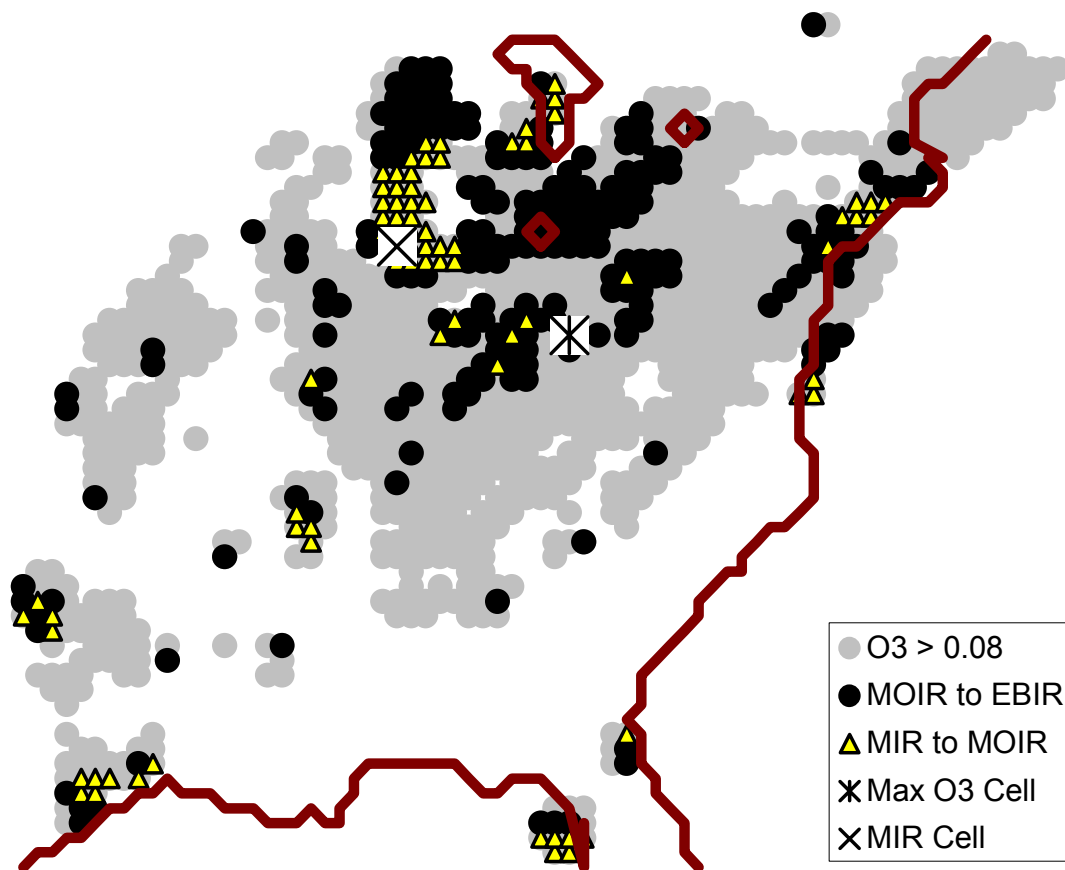 O3 > 0.08
MOIR to EBIR
MIR to MOIR
Max O3 Cell
MIR Cell